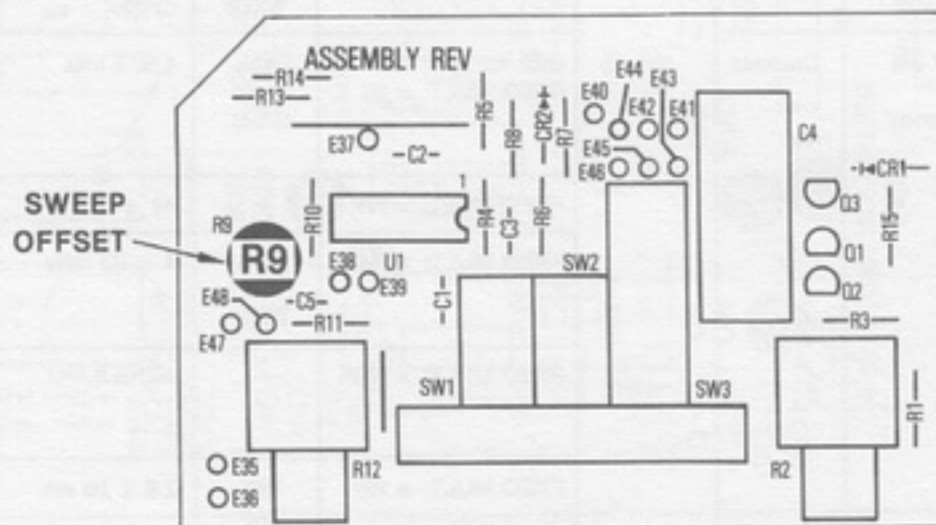 ASSEMBLY REV
R14
R13
E37
C2
R5
R8
CR2
R7
E40
E44
E42
E43
E41
E45
E46
C4
CR1
Q3
R15
Q1
Q2
R3
SWEEP
OFFSET
R9
R9
R10
R4
C3
R6
E38
U1
E39
E48
E47
C5
R11
C1
SW2
SW1
SW3
R1
R12
R2
E35
E36